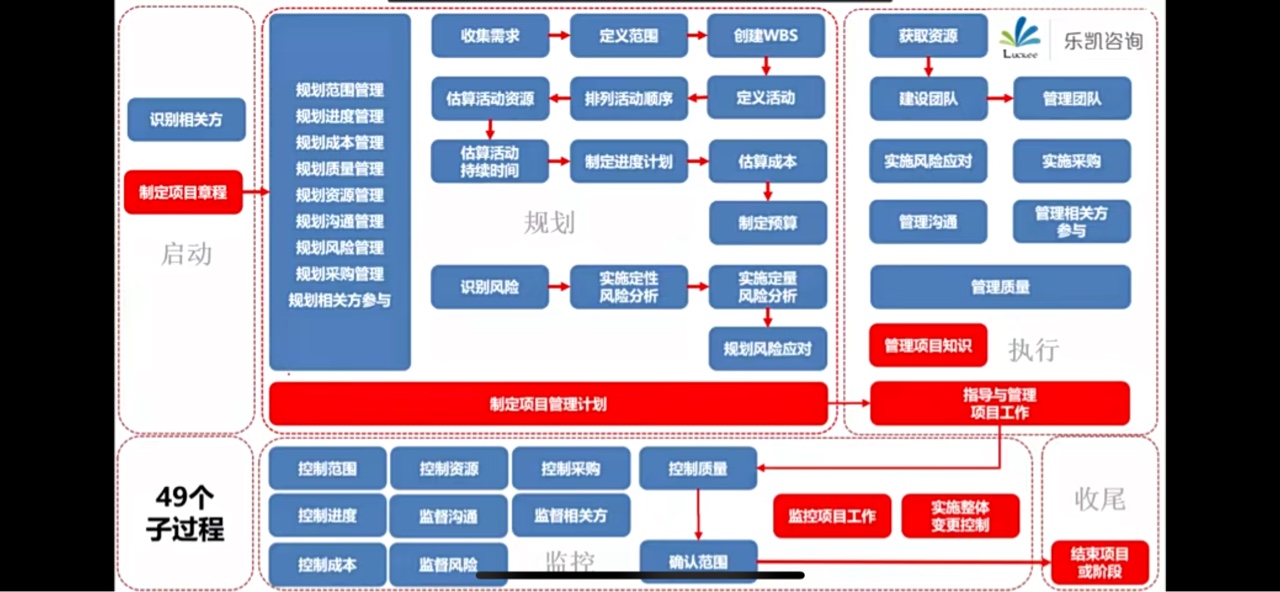 识别相关方
制定项目章程
启动
规划范围管理
规划进度管理
规划成本管理
规划质量管理
规划资源管理
规划沟通管理
规划风险管理
规划采购管理
规划相关方参与
收集需求
定义范围
创建WBS
估算活动资源
排列活动顺序
定义活动
估算活动
持续时间
制定进度计划
估算成本
规划
制定预算
识别风险
实施定性
风险分析
实施定量
风险分析
规划风险应对
制定项目管理计划
获取资源
Luckee
乐凯咨询
建设团队
管理团队
实施风险应对
实施采购
管理沟通
管理相关方
参与
管理质量
管理项目知识
执行
指导与管理
项目工作
49个
子过程
控制范围
控制资源
控制采购
控制质量
控制进度
监督沟通
监督相关方
监控项目工作
实施整体
变更控制
控制成本
监督风险
监控
确认范围
收尾
结束项目
或阶段